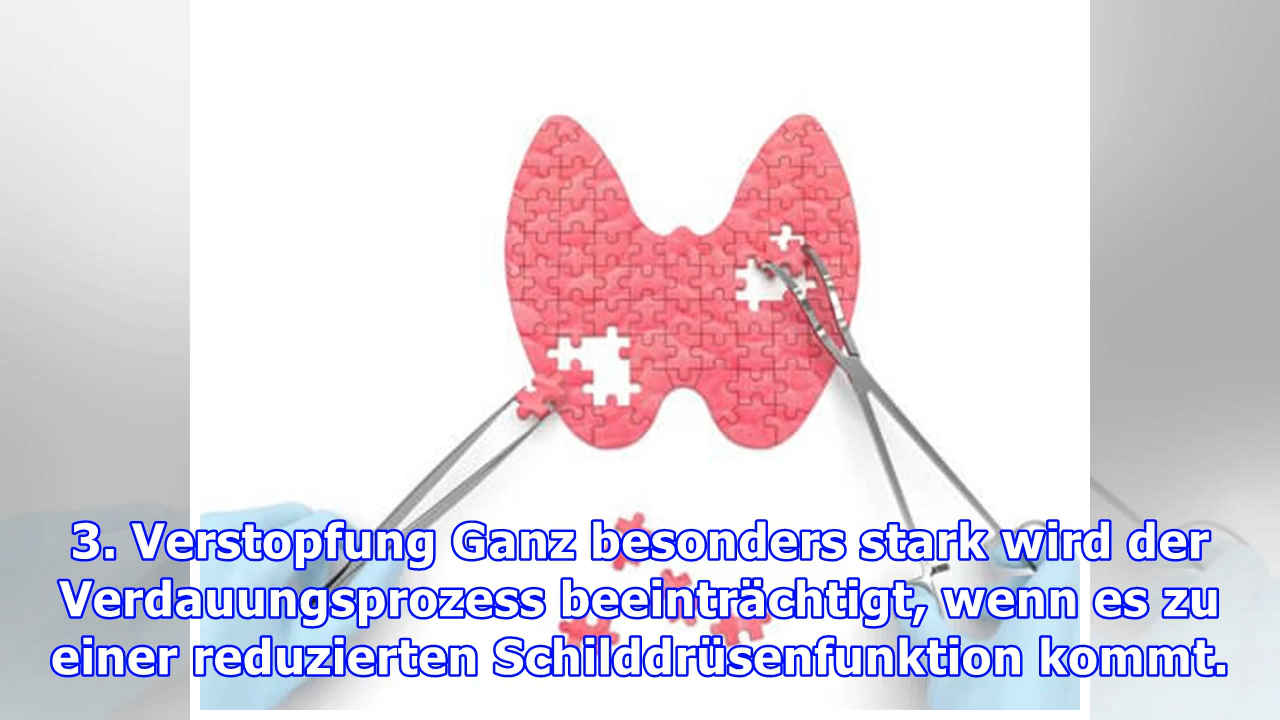 3. Verstopfung Ganz besonders stark wird der
Verdauungsprozess beeinträchtigt, wenn es zu
einer reduzierten Schilddrüsenfunktion kommt.